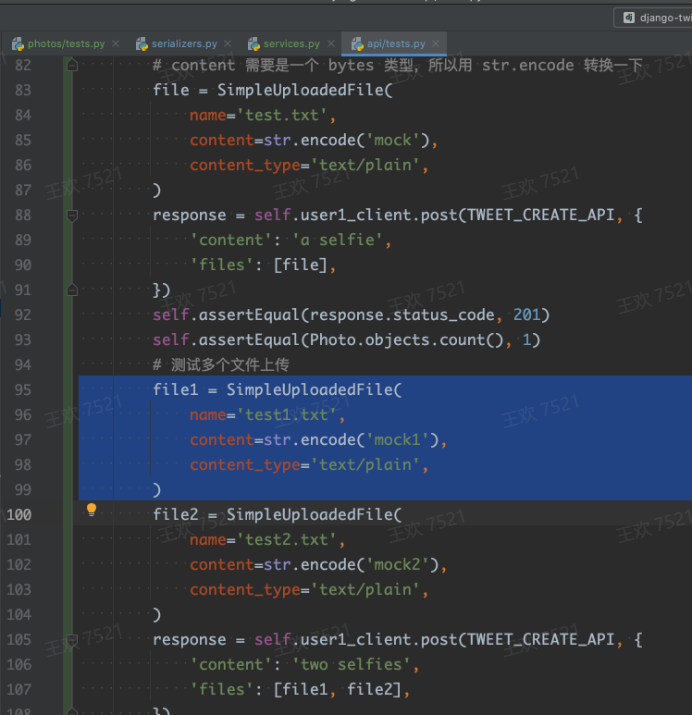 django-twi
photos/tests.py
serializers.py
services.py
api/tests.py
82 # content 需要是一个 bytes 类型，所以用 str.encode 转换一下
83 file = SimpleUploadedFile(
84 name='test.txt',
85 content=str.encode('mock'),
86 content_type='text/plain',
87 )
88 response = self.user1_client.post(TWEET_CREATE_API, {
89 'content': 'a selfie',
90 'files': [file],
91 })
92 self.assertEqual(response.status_code, 201)
93 self.assertEqual(Photo.objects.count(), 1)
94 # 测试多个文件上传
95 file1 = SimpleUploadedFile(
96 name='test1.txt',
97 content=str.encode('mock1'),
98 content_type='text/plain',
99 )
100 file2 = SimpleUploadedFile(
101 name='test2.txt',
102 content=str.encode('mock2'),
103 content_type='text/plain',
104 )
105 response = self.user1_client.post(TWEET_CREATE_API, {
106 'content': 'two selfies',
107 'files': [file1, file2],
108 })
王欢 7521